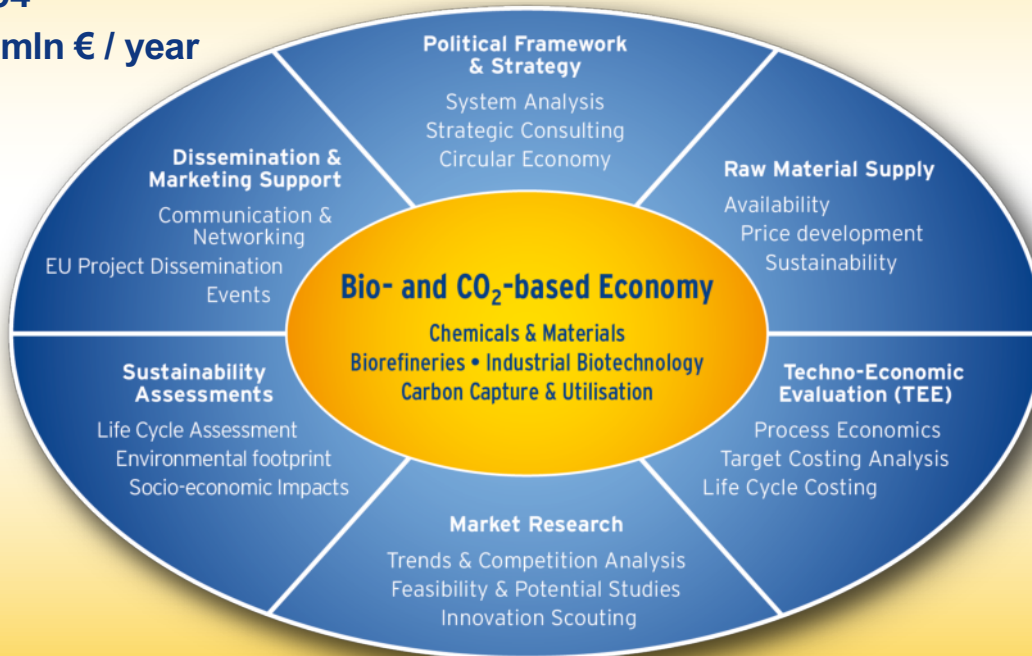 mln € / year
Political Framework
& Strategy
System Analysis
Strategic Consulting
Circular Economy
Raw Material Supply
Availability
Price development
Sustainability
Techno-Economic
Evaluation (TEE)
Process Economics
Target Costing Analysis
Life Cycle Costing
Market Research
Trends & Competition Analysis
Feasibility & Potential Studies
Innovation Scouting
Sustainability
Assessments
Life Cycle Assessment
Environmental footprint
Socio-economic Impacts
Dissemination &
Marketing Support
Communication &
Networking
EU Project Dissemination
Events
Bio- and CO₂-based Economy
Chemicals & Materials
Biorefineries • Industrial Biotechnology
Carbon Capture & Utilisation